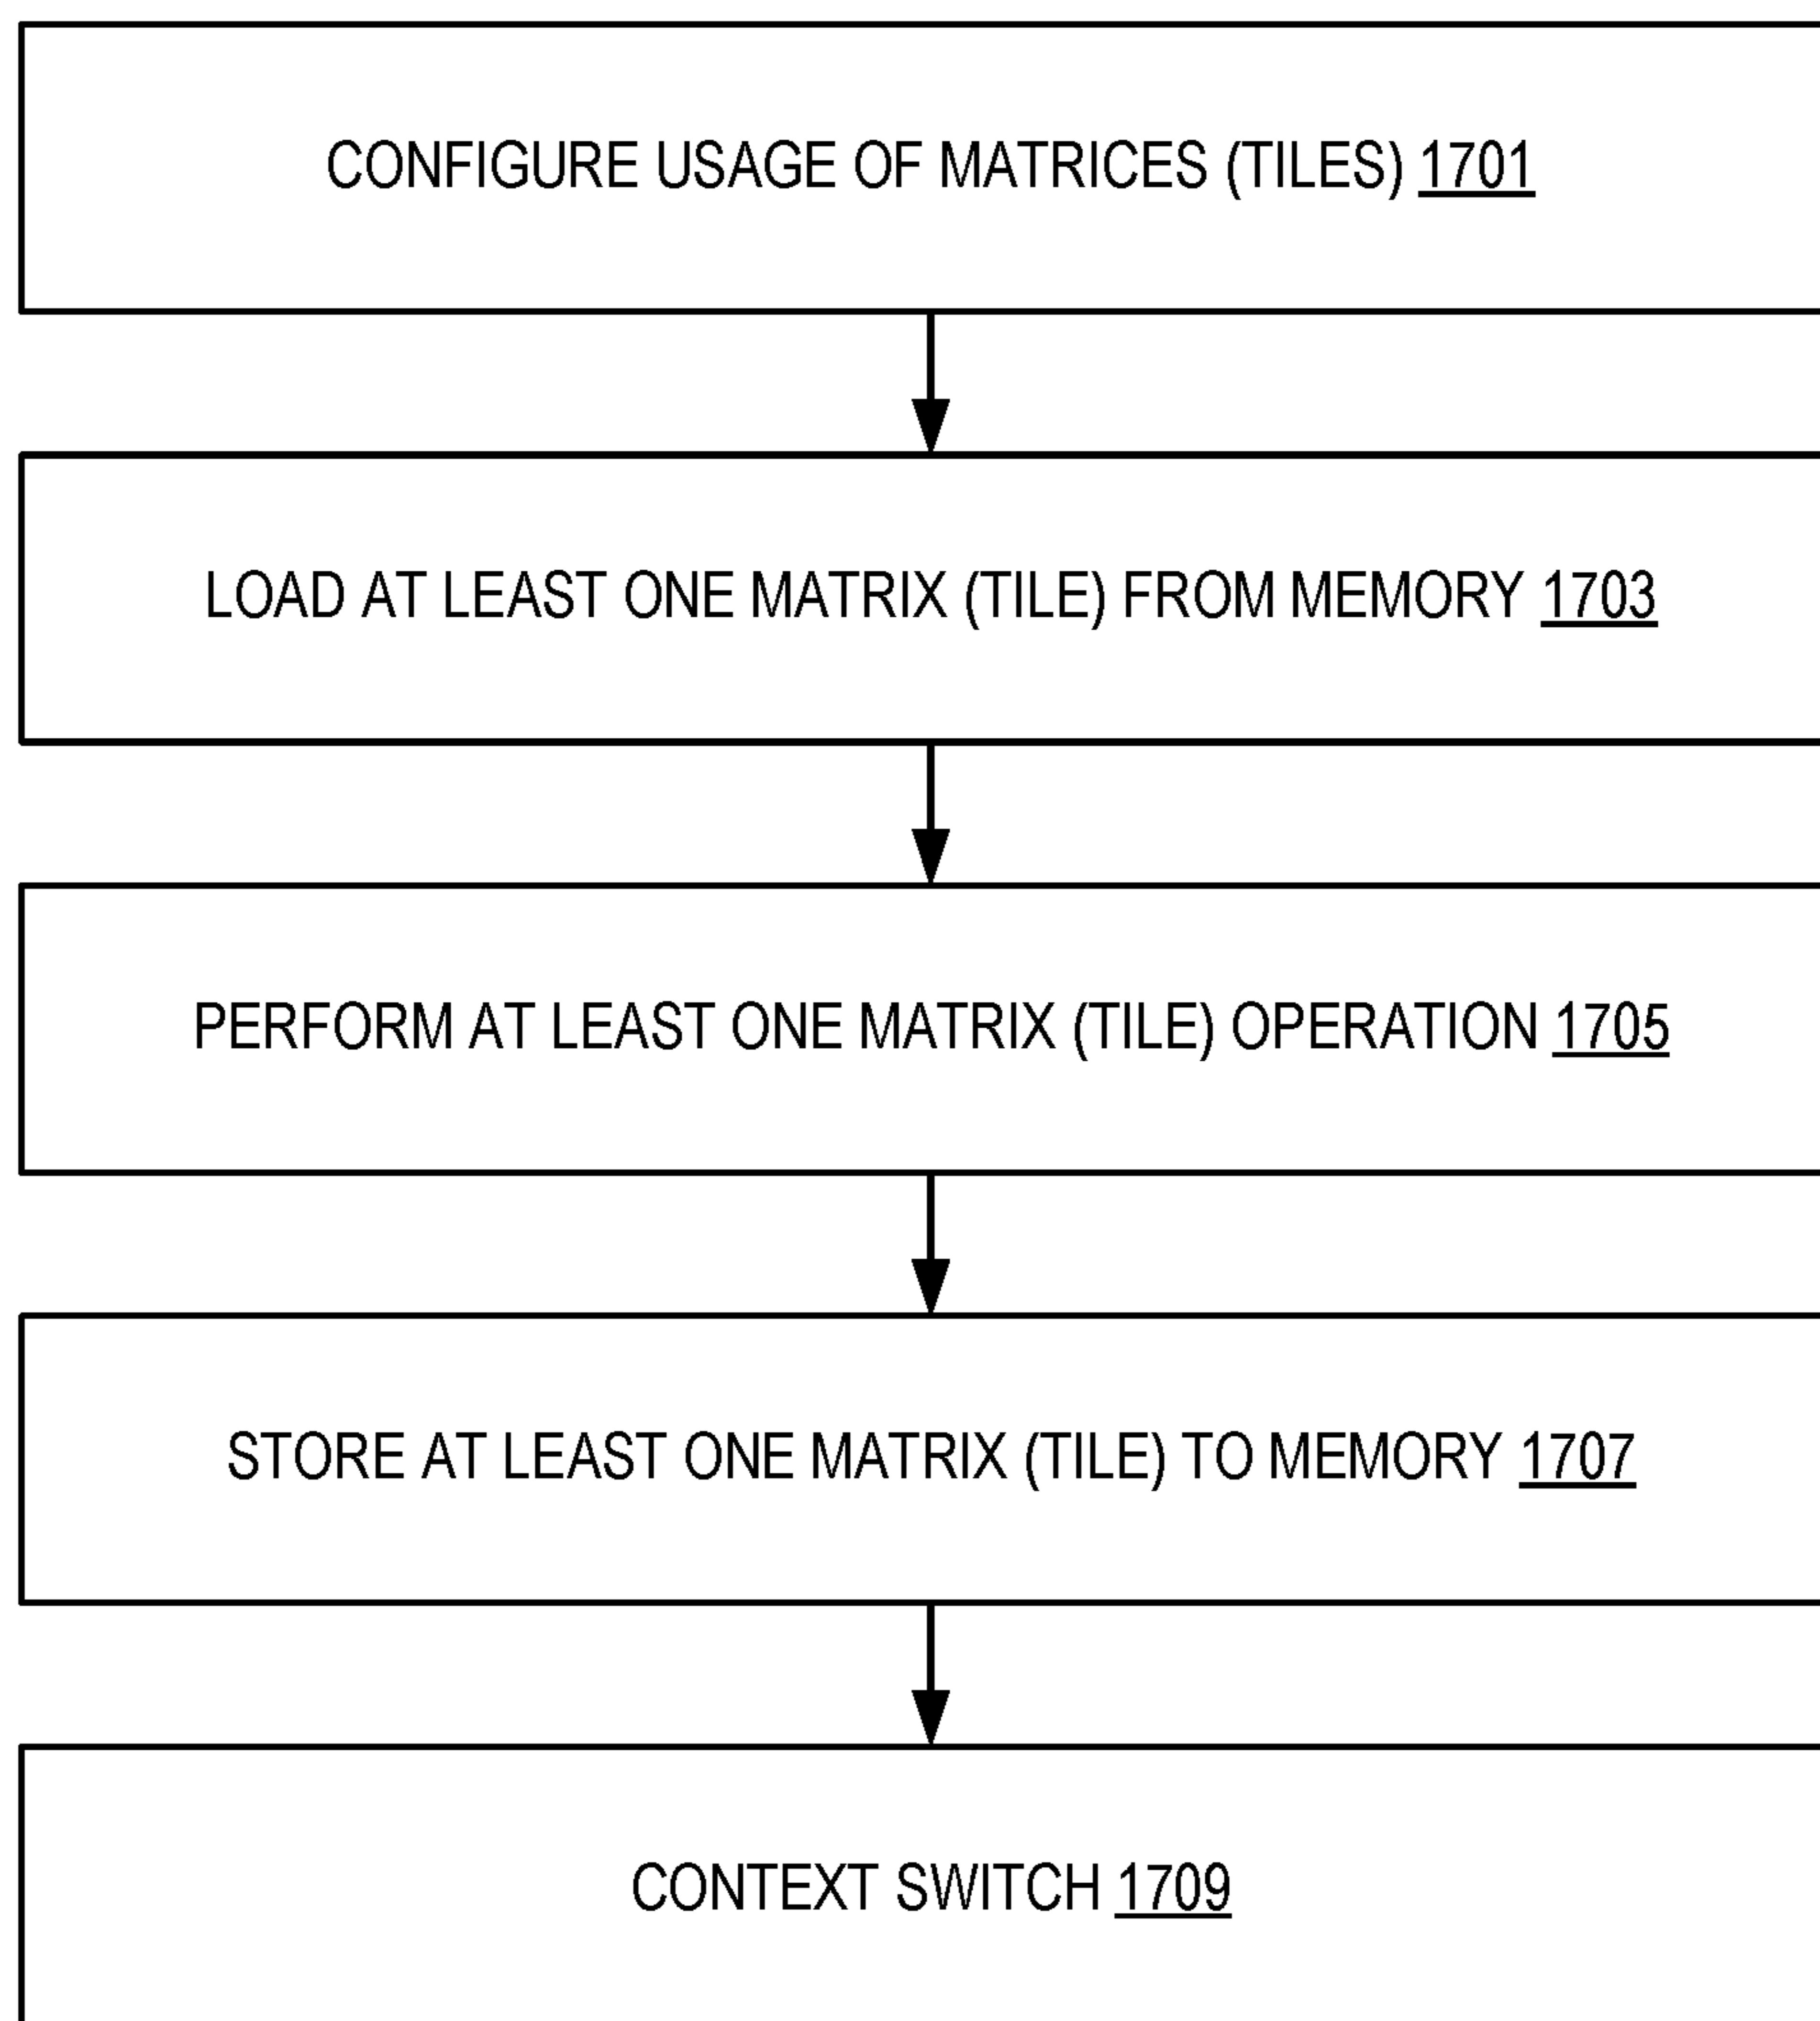 CONFIGURE USAGE OF MATRICES (TILES) 1701
LOAD AT LEAST ONE MATRIX (TILE) FROM MEMORY 1703
PERFORM AT LEAST ONE MATRIX (TILE) OPERATION 1705
STORE AT LEAST ONE MATRIX (TILE) TO MEMORY 1707
CONTEXT SWITCH 1709